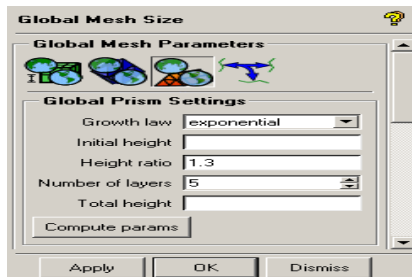 Global Mesh Size
Global Mesh Parameters
Global Prism Settings
Growth law exponential
Initial height
Height ratio 1.3
Number of layers 5
Total height
Compute params
Apply OK Dismiss